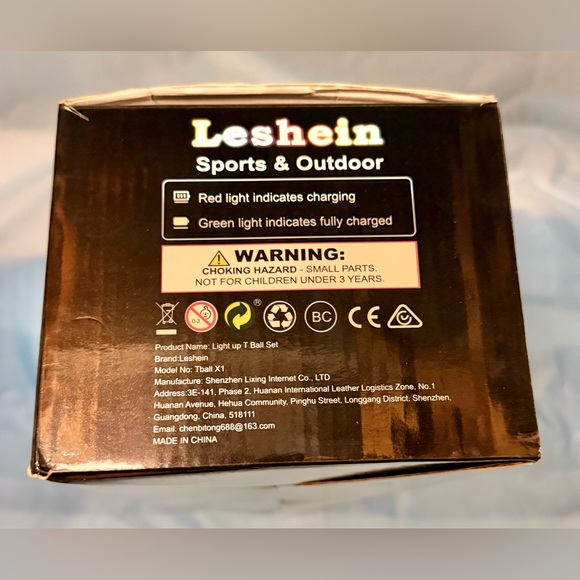 Leshein
Sports & Outdoor
Red light indicates charging
Green light indicates fully charged
WARNING:
CHOKING HAZARD - SMALL PARTS.
NOT FOR CHILDREN UNDER 3 YEARS.
0-3 ® BC CE
Product Name: Light up T Ball Set
Brand:Leshein
Model No: Tball X1
Manufacture: Shenzhen Lixing Internet Co., LTD
Address:3E-141, Phase 2, Huanan International Leather Logistics Zone, No.1
Huanan Avenue, Hehua Community, Pinghu Street, Longgang District, Shenzhen,
Guangdong, China, 518111
Email: chenbitong688@163.com
MADE IN CHINA